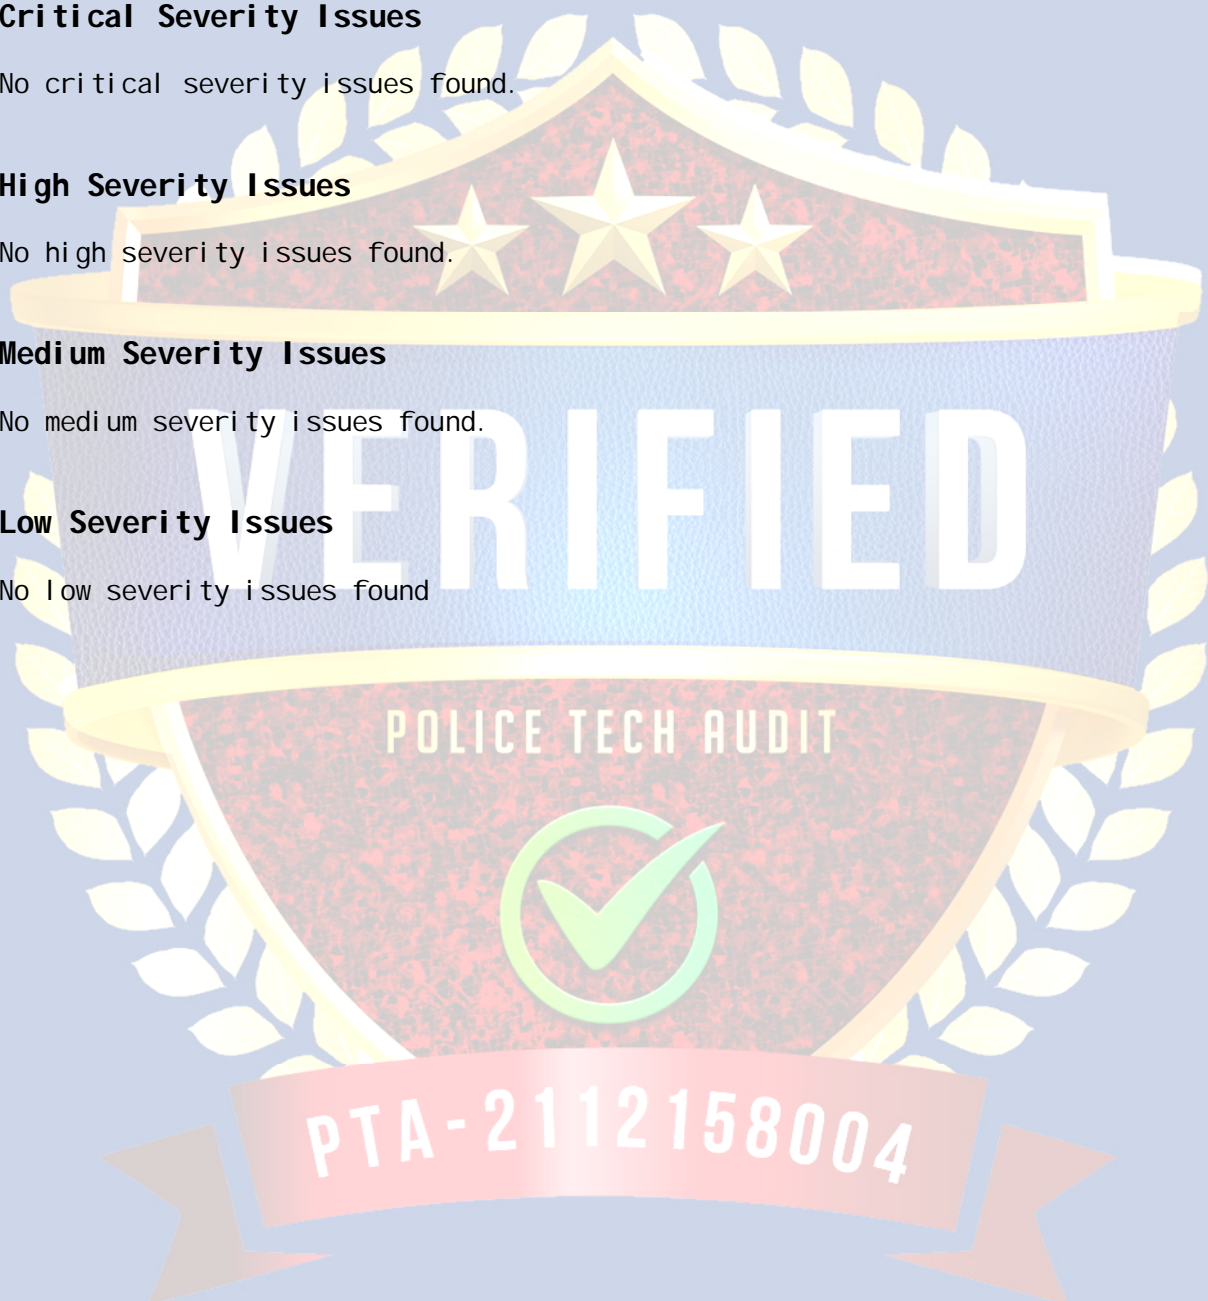 Critical Severity Issues
No critical severity issues found.
High Severity Issues
No high severity issues found.
Medium Severity Issues
No medium severity issues found.
VERIFIED
Low Severity Issues
No low severity issues found
POLICE TECH AUDIT
PTA-2112158004